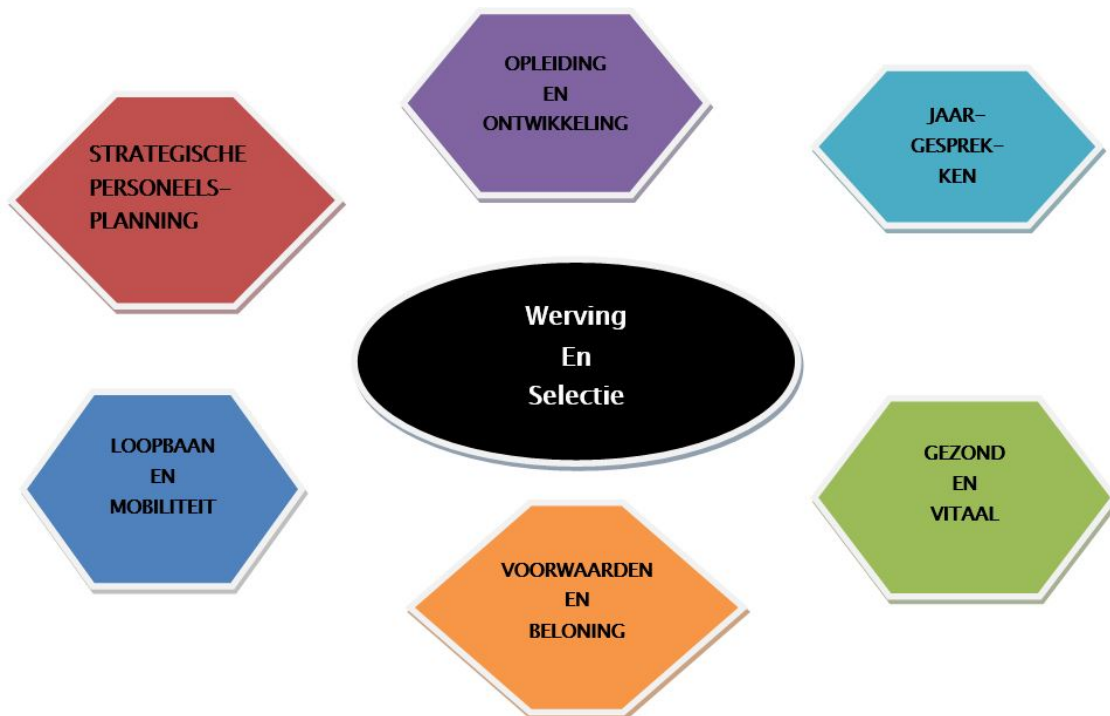 OPLEIDING
EN
ONTWIKKELING
JAAR-
GESPREK-
KEN
STRATEGISCHE
PERSONEELS-
PLANNING
Werving
En
Selectie
LOOPBAAN
EN
MOBILITEIT
GEZOND
EN
VITAAL
VOORWAARDEN
EN
BELONING